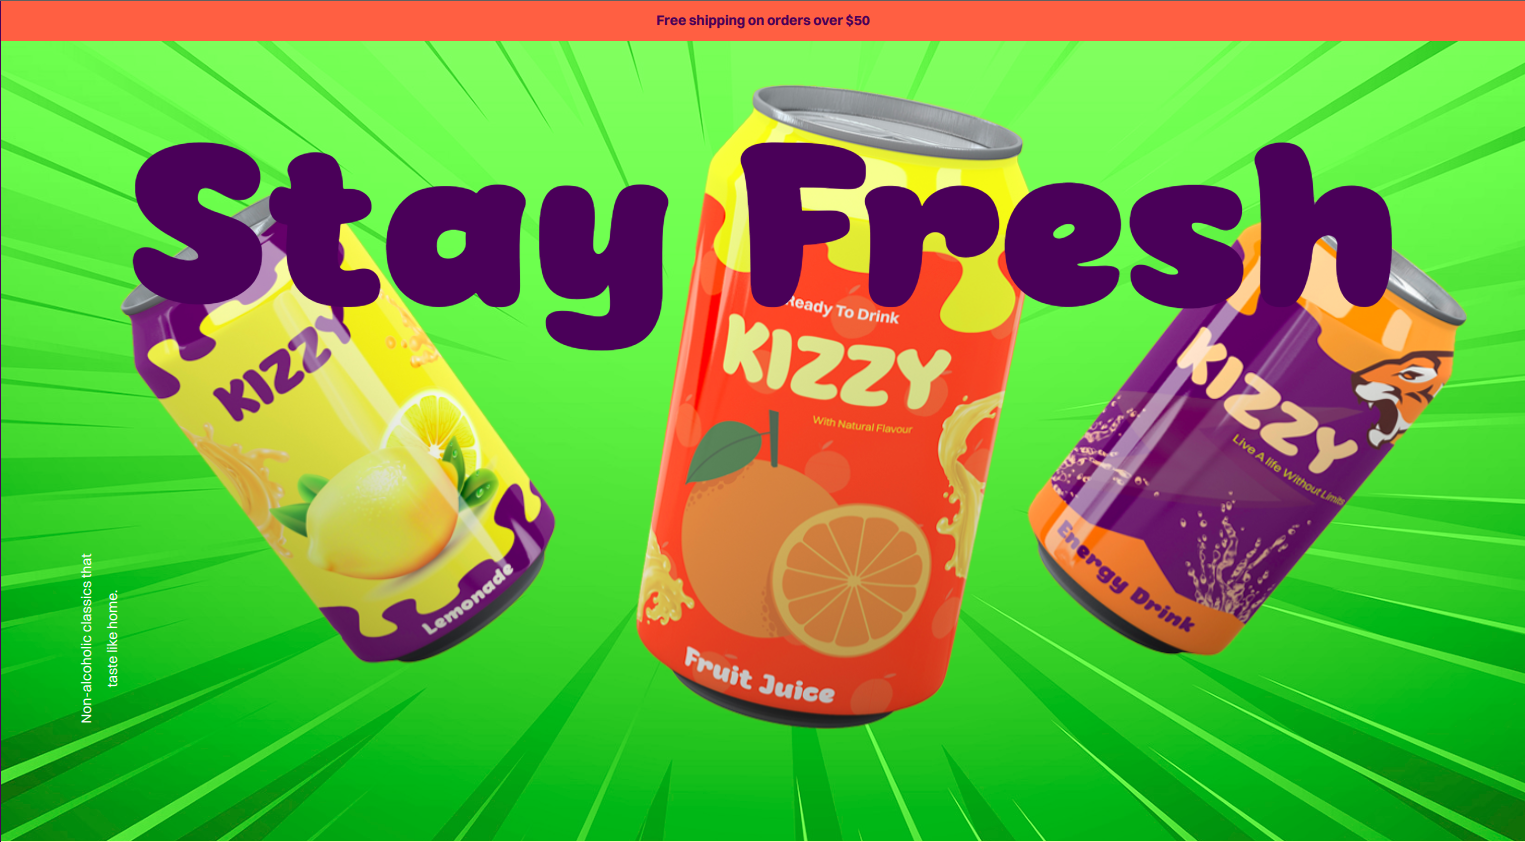 Free shipping on orders over $50
Stay Fresh
KIZZY
Lemonade
Ready To Drink
KIZZY
With Natural Flavour
Fruit Juice
KIZZY
Live A life Without Limits
Energy Drink
Non-alcoholic classics that
taste like home.